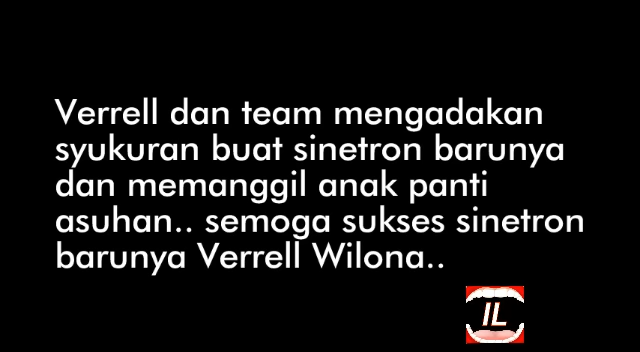 Verrell dan team mengadakan
syukuran buat sinetron barunya
dan memanggil anak panti
asuhan.. semoga sukses sinetron
barunya Verrell Wilona..
IL